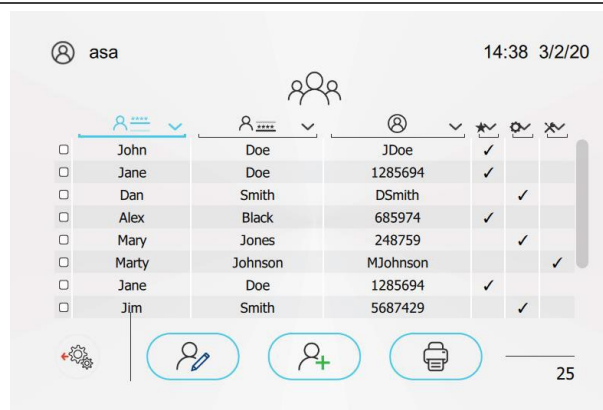 asa 14:38 3/2/20
John Doe JDoe ✓
Jane Doe 1285694 ✓
Dan Smith DSmith ✓
Alex Black 685974 ✓
Mary Jones 248759 ✓
Marty Johnson MJohnson ✓
Jane Doe 1285694 ✓
Jim Smith 5687429 ✓
25